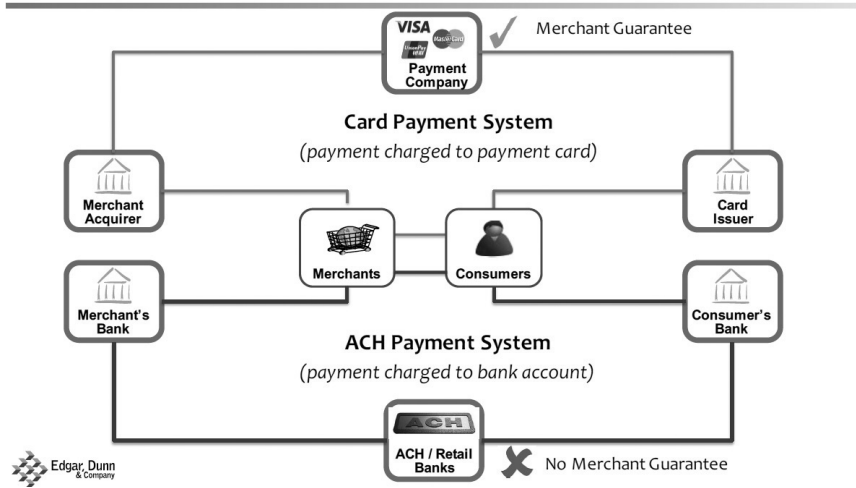 VISA
MasterCard
UnionPay
Payment
Company
Merchant Guarantee
Card Payment System
(payment charged to payment card)
Merchant
Acquirer
Card
Issuer
Merchants
Consumers
Merchant's
Bank
Consumer's
Bank
ACH Payment System
(payment charged to bank account)
ACH
ACH / Retail
Banks
No Merchant Guarantee
Edgar, Dunn
& Company